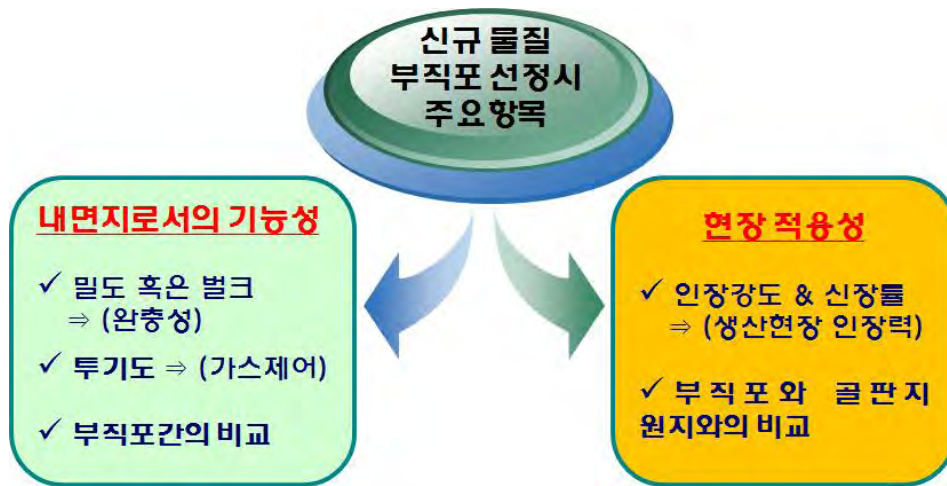 신규 물질
부직포 선정시
주요항목
내면지로서의 기능성
✓ 밀도 혹은 벌크
⇒ (완충성)
✓ 투기도 ⇒ (가스제어)
✓ 부직포간의 비교
현장 적용성
✓ 인장강도 & 신장률
⇒ (생산현장 인장력)
✓ 부직포와 골판지
원지와의 비교